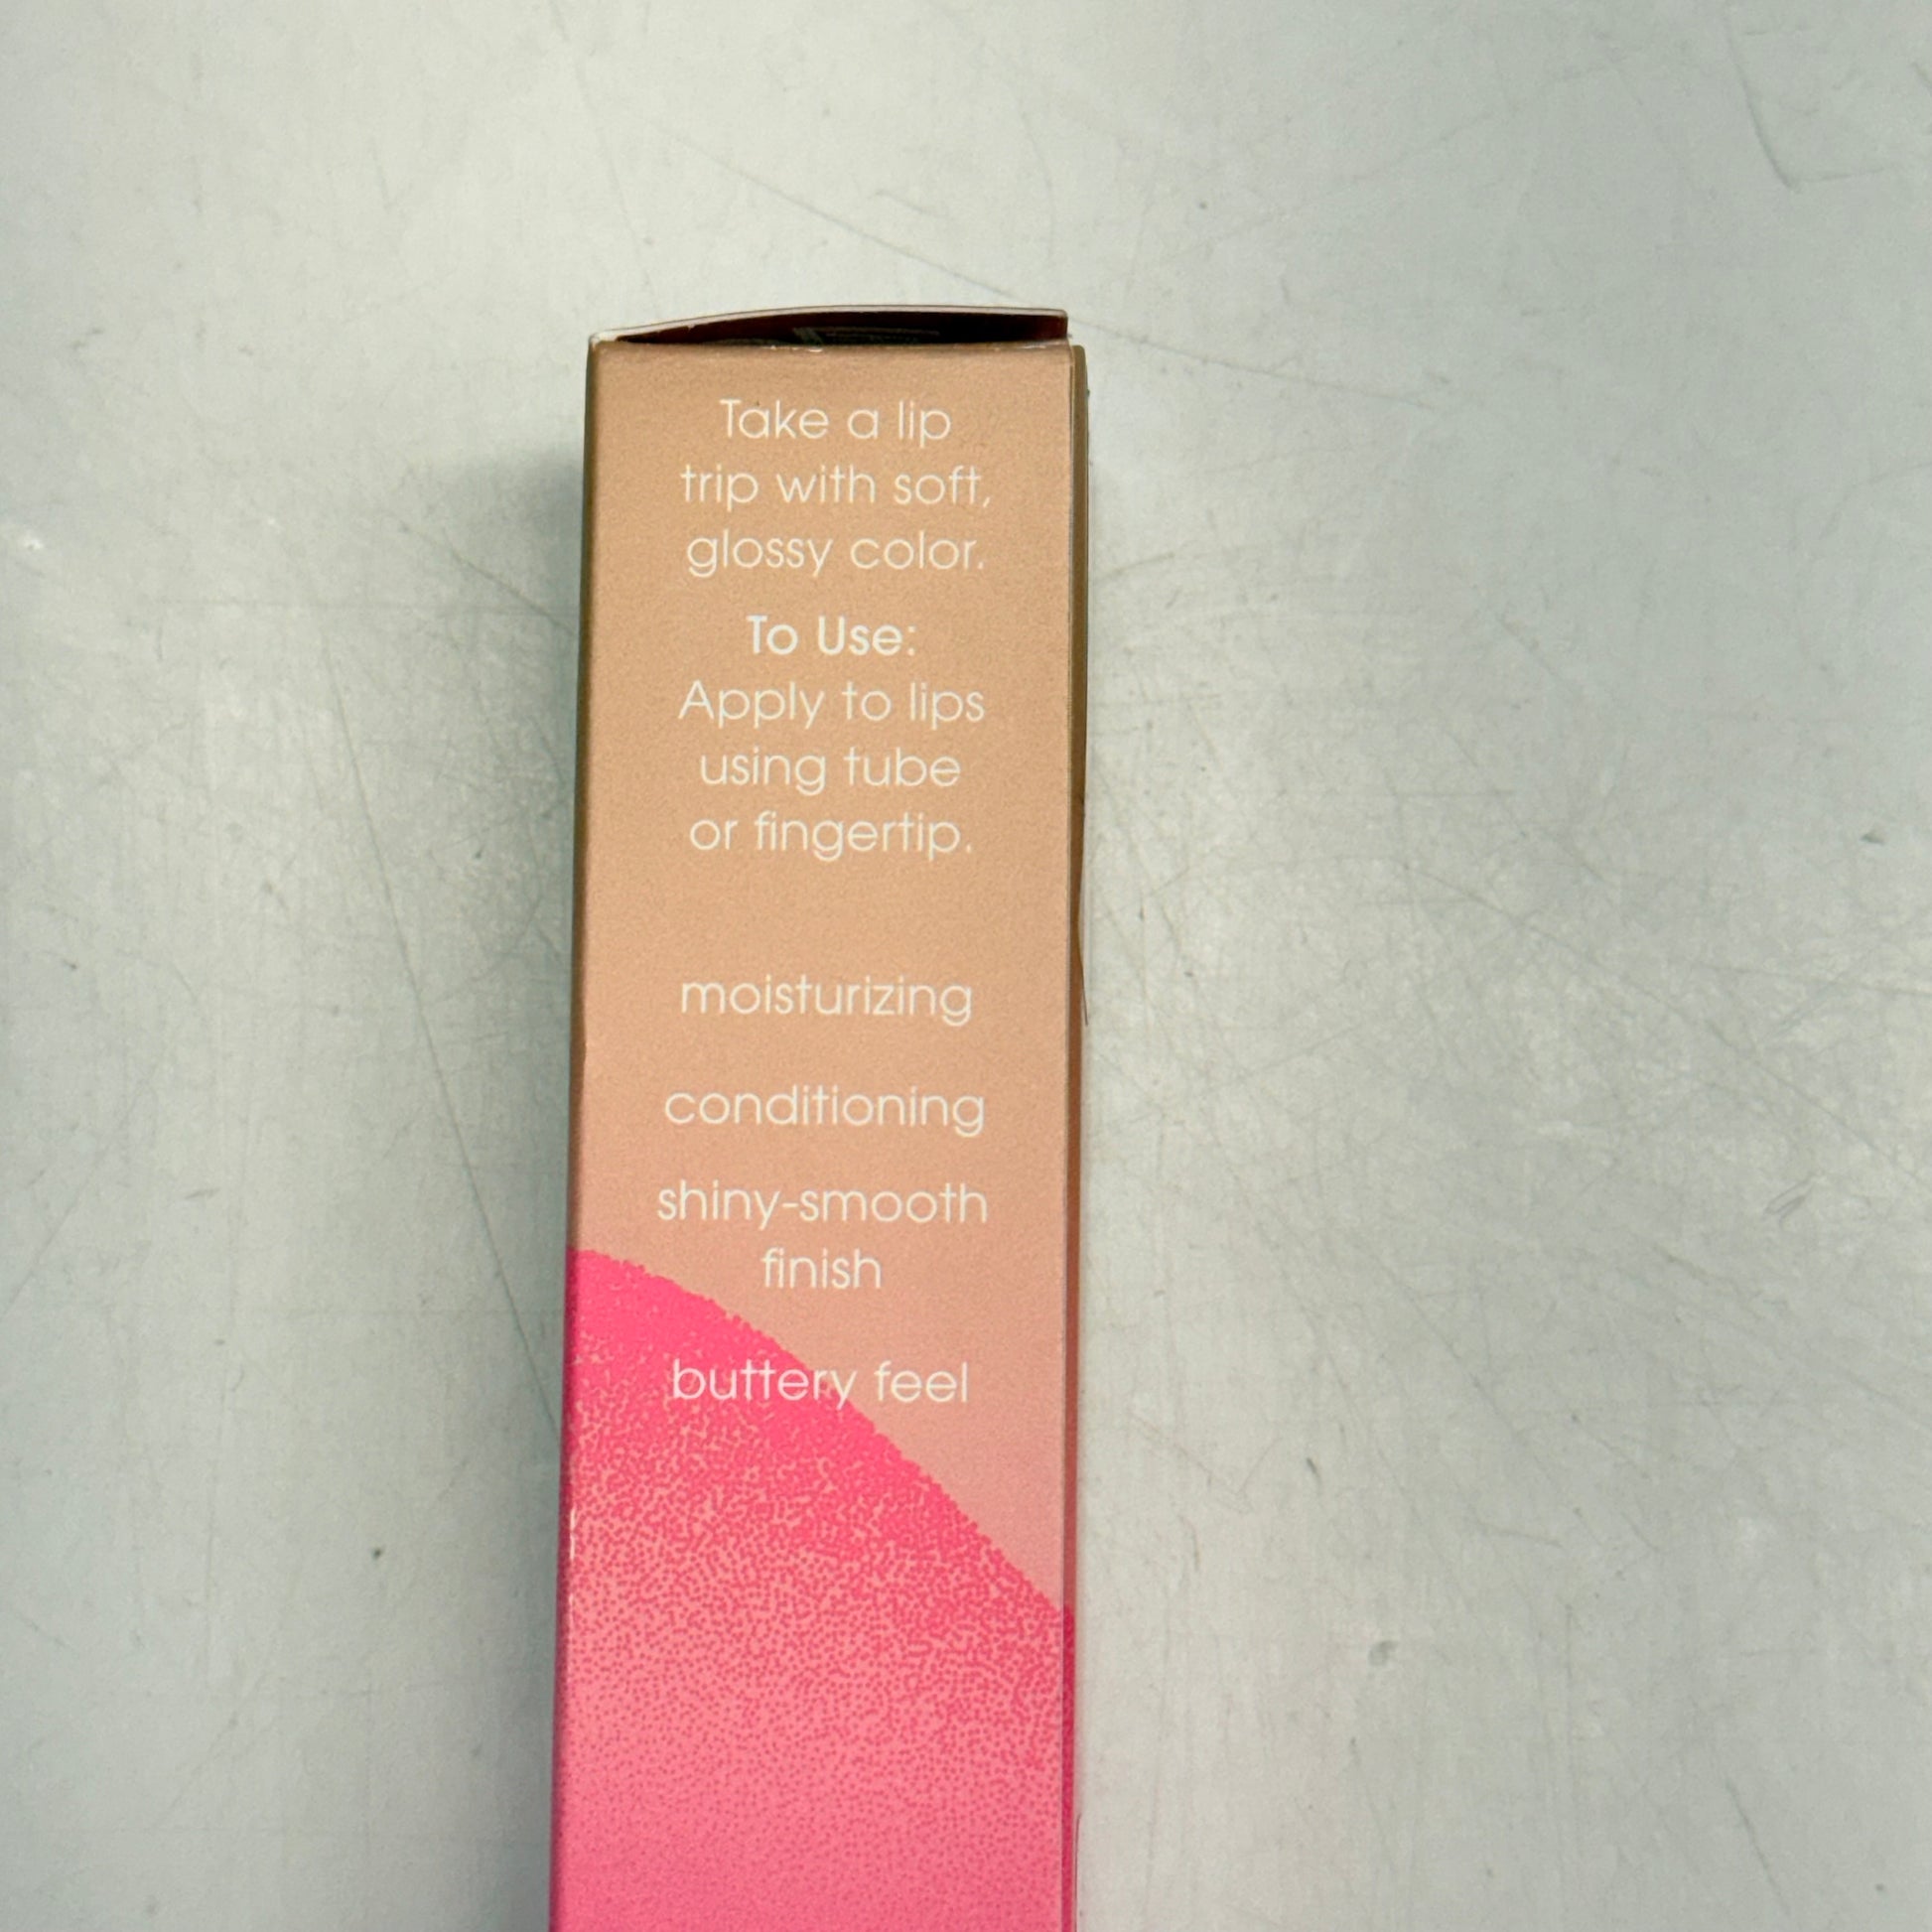 Take a lip
trip with soft,
glossy color.
To Use:
Apply to lips
using tube
or fingertip.
moisturizing
conditioning
shiny-smooth
finish
buttery feel